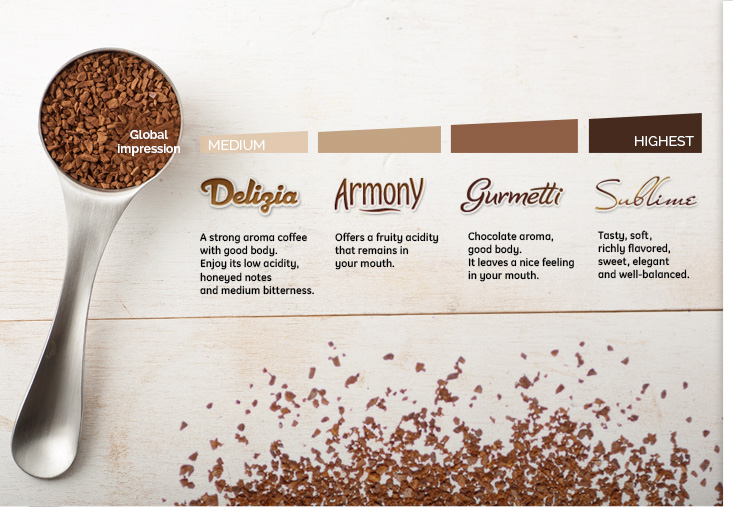 Global
impression
MEDIUM
HIGHEST
Delizia
Armony
Gurmetti
Sublime
A strong aroma coffee
with good body.
Enjoy its low acidity,
honeyed notes
and medium bitterness.
Offers a fruity acidity
that remains in
your mouth.
Chocolate aroma,
good body.
It leaves a nice feeling
in your mouth.
Tasty, soft,
richly flavored,
sweet, elegant
and well-balanced.